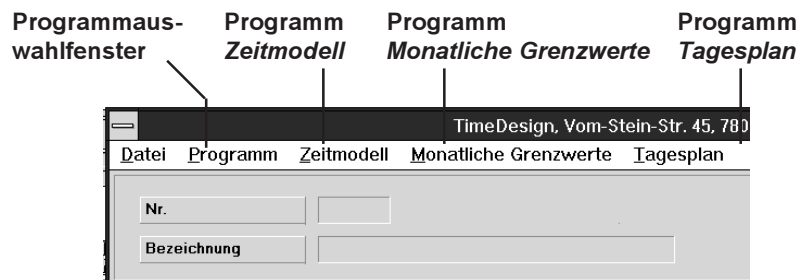 Programmaus-
wahlfenster
Programm
Zeitmodell
Programm
Monatliche Grenzwerte
Programm
Tagesplan
TimeDesign, Vom-Stein-Str. 45, 780
Datei Programm Zeitmodell Monatliche Grenzwerte Tagesplan
Nr.
Bezeichnung